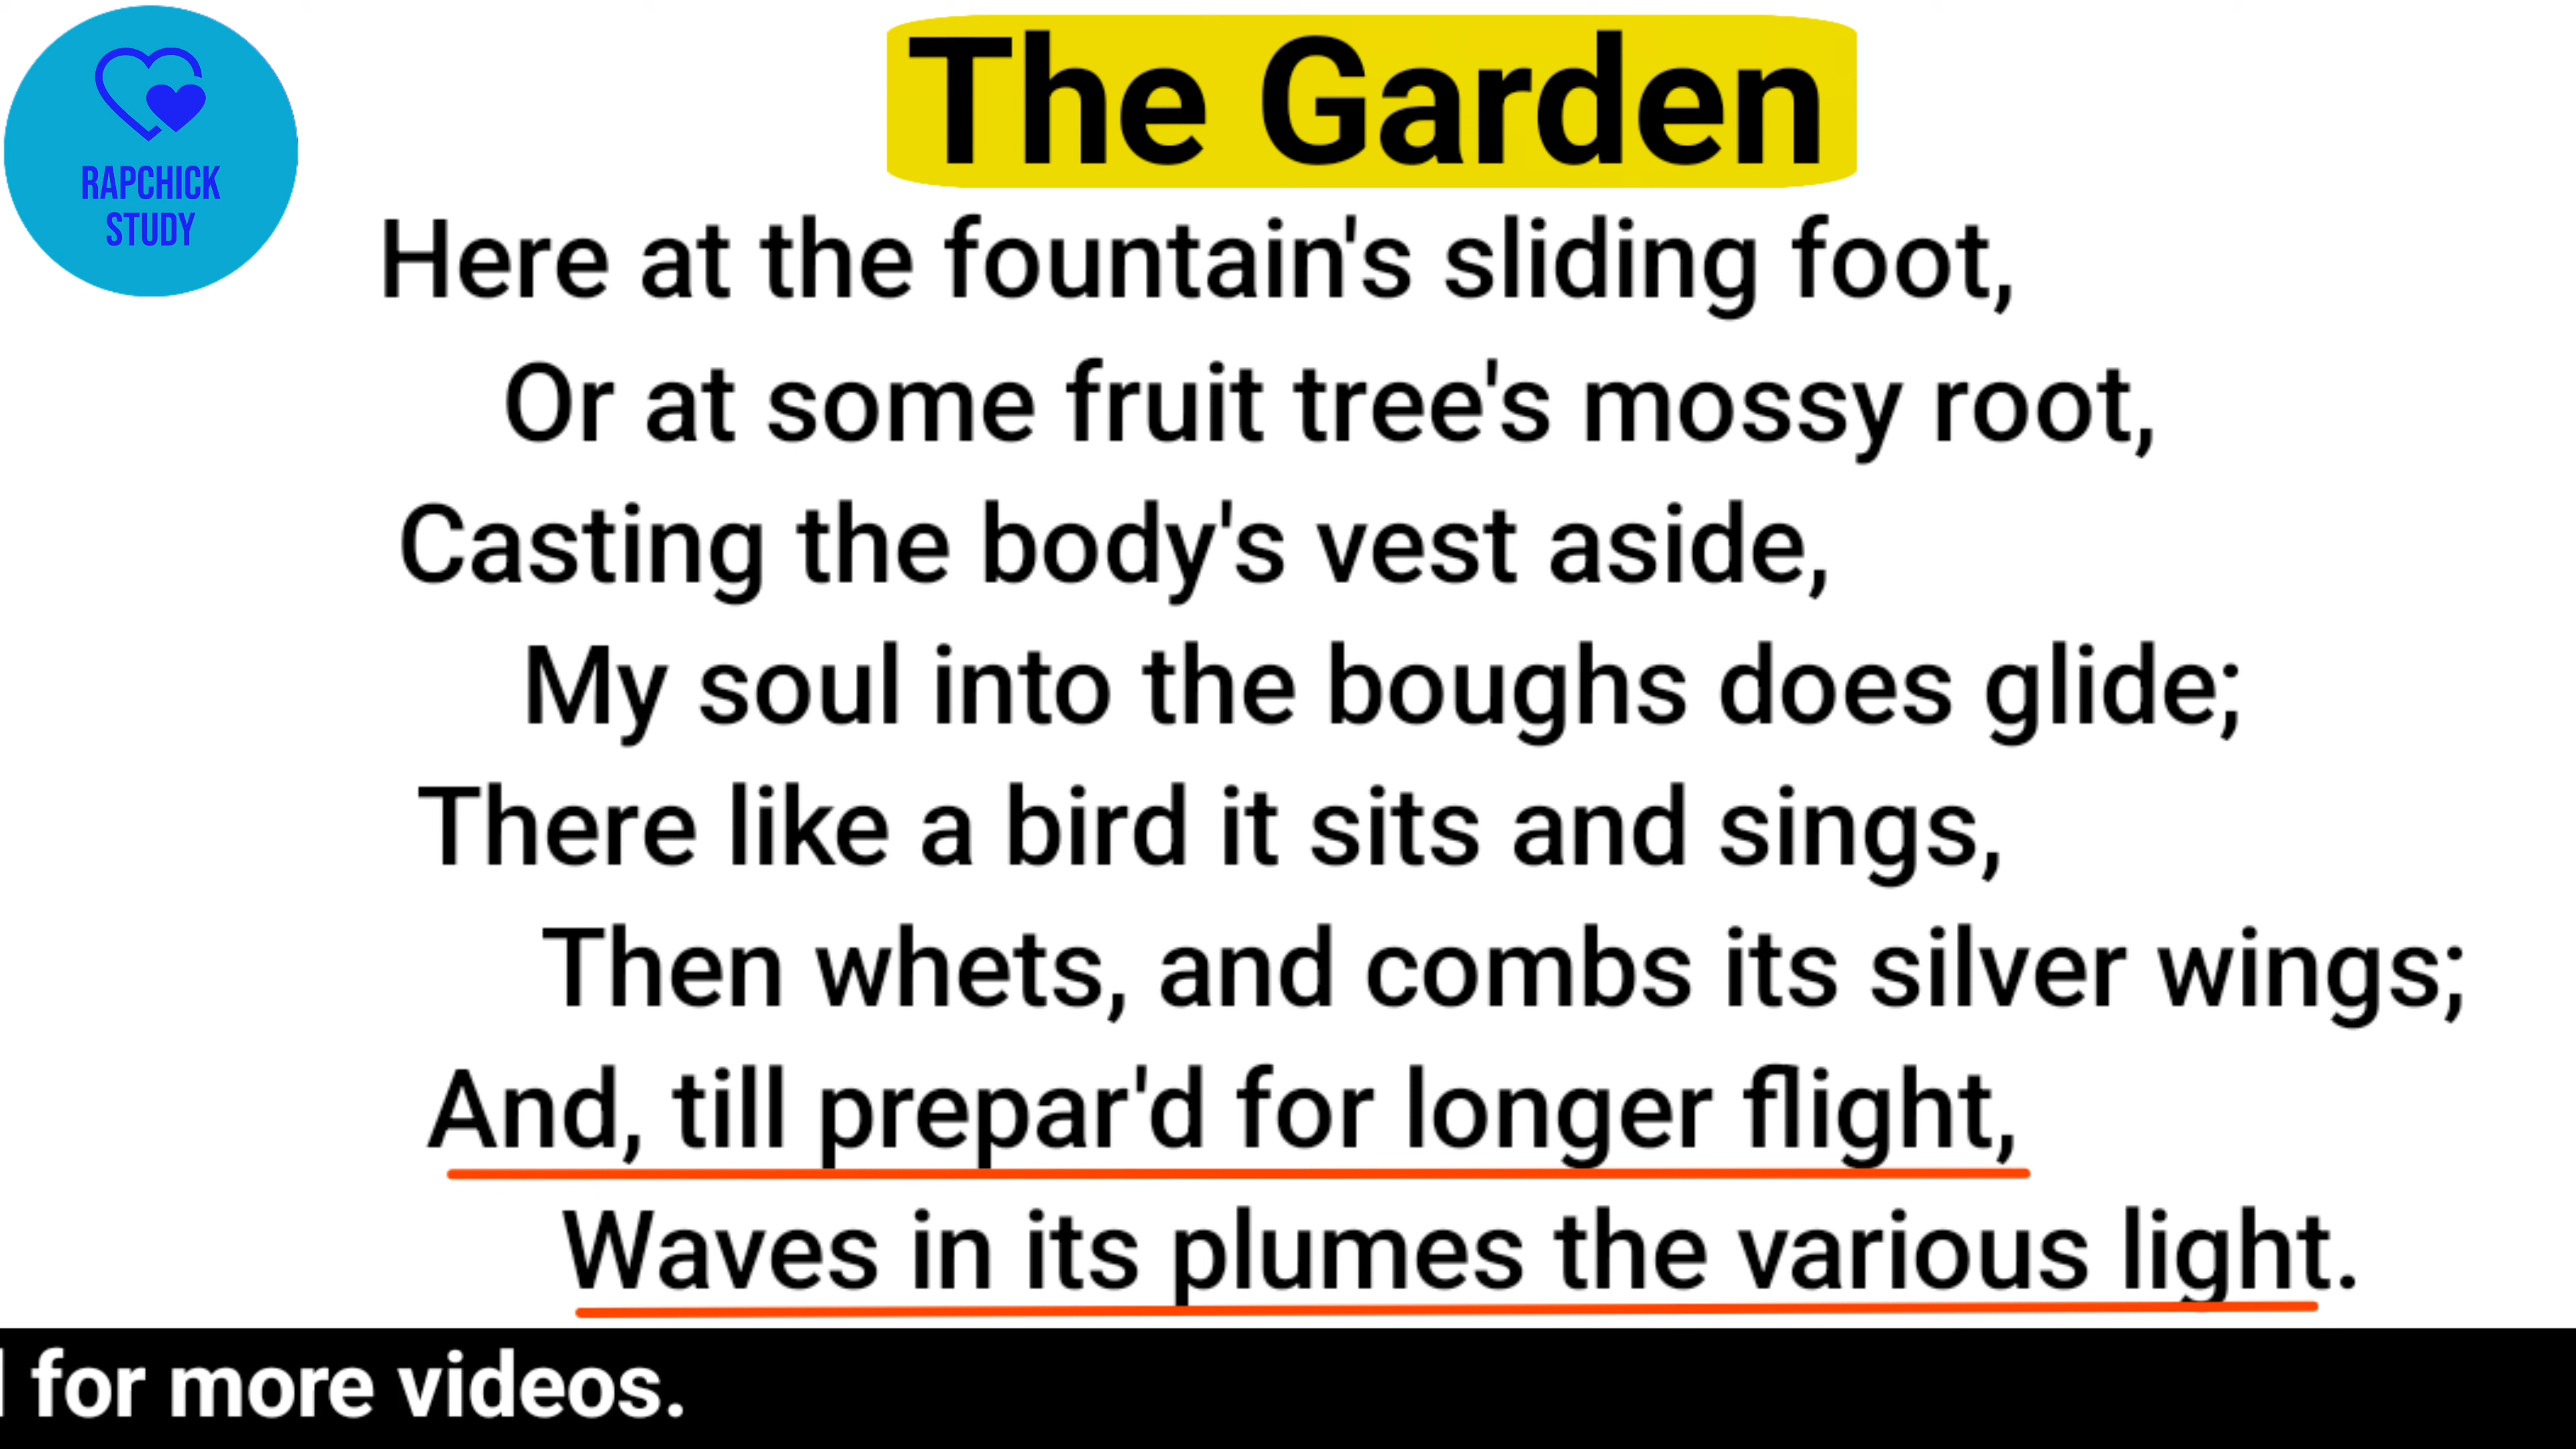 RAPCHICK
STUDY
The Garden
Here at the fountain's sliding foot,
Or at some fruit tree's mossy root,
Casting the body's vest aside,
My soul into the boughs does glide;
There like a bird it sits and sings,
Then whets, and combs its silver wings;
And, till prepar'd for longer flight,
Waves in its plumes the various light.
for more videos.